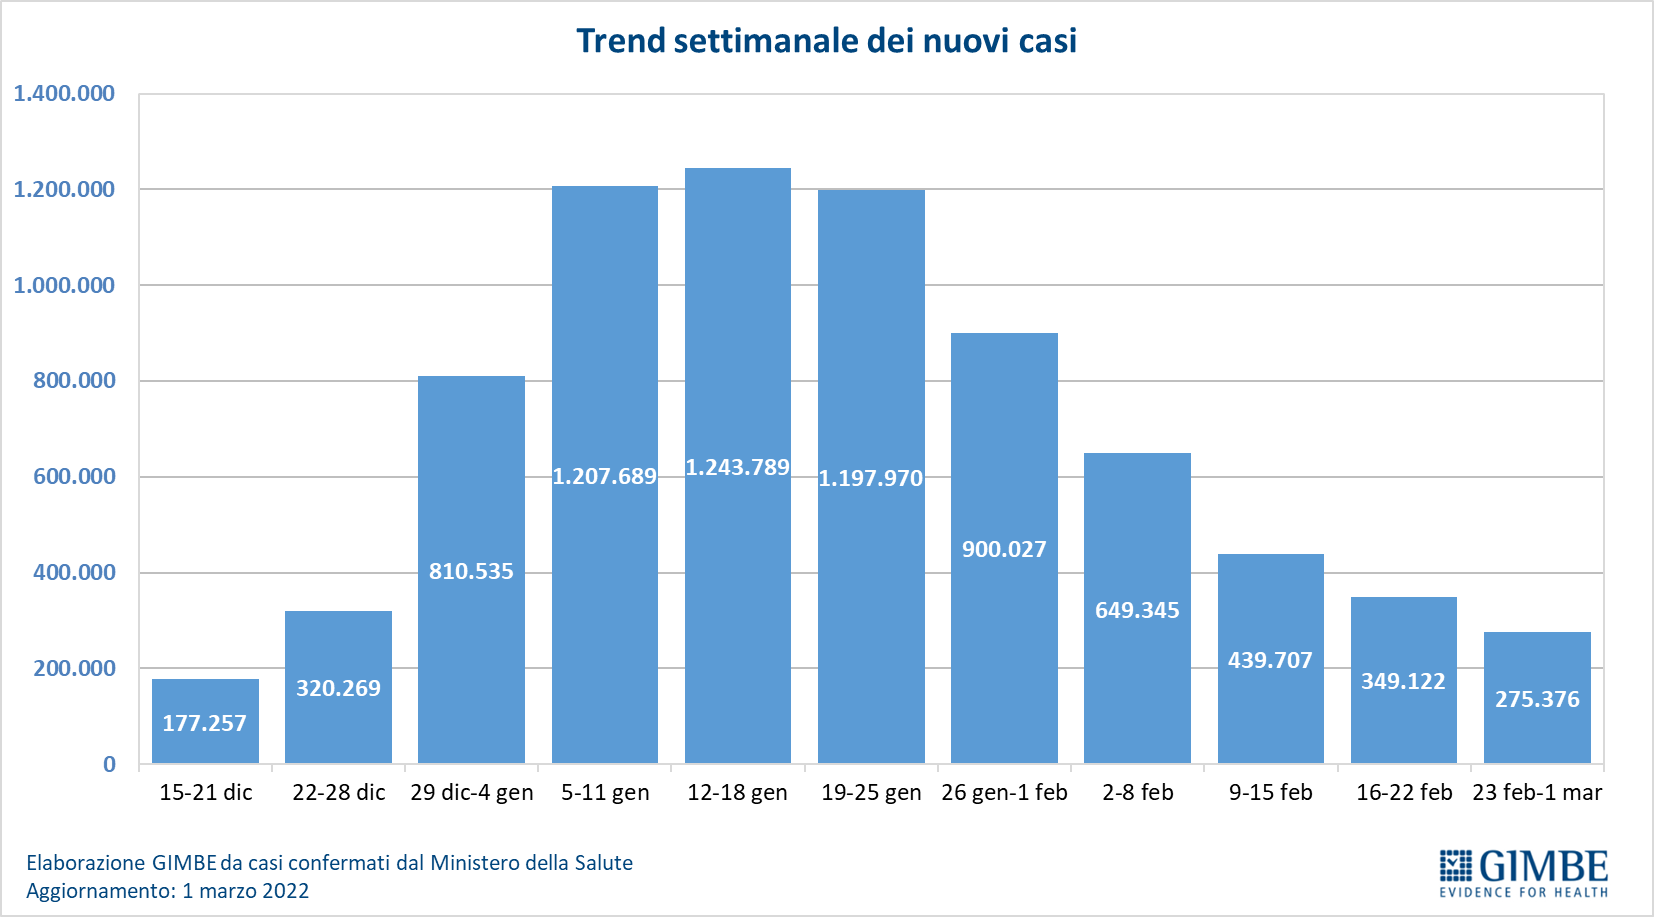 Trend settimanale dei nuovi casi
1.400.000
1.200.000
1.000.000
800.000
600.000
400.000
200.000
0
177.257
320.269
810.535
1.207.689
1.243.789
1.197.970
900.027
649.345
439.707
349.122
275.376
15-21 dic
22-28 dic
29 dic-4 gen
5-11 gen
12-18 gen
19-25 gen
26 gen-1 feb
2-8 feb
9-15 feb
16-22 feb
23 feb-1 mar
Elaborazione GIMBE da casi confermati dal Ministero della Salute
Aggiornamento: 1 marzo 2022
GIMBE
EVIDENCE FOR HEALTH